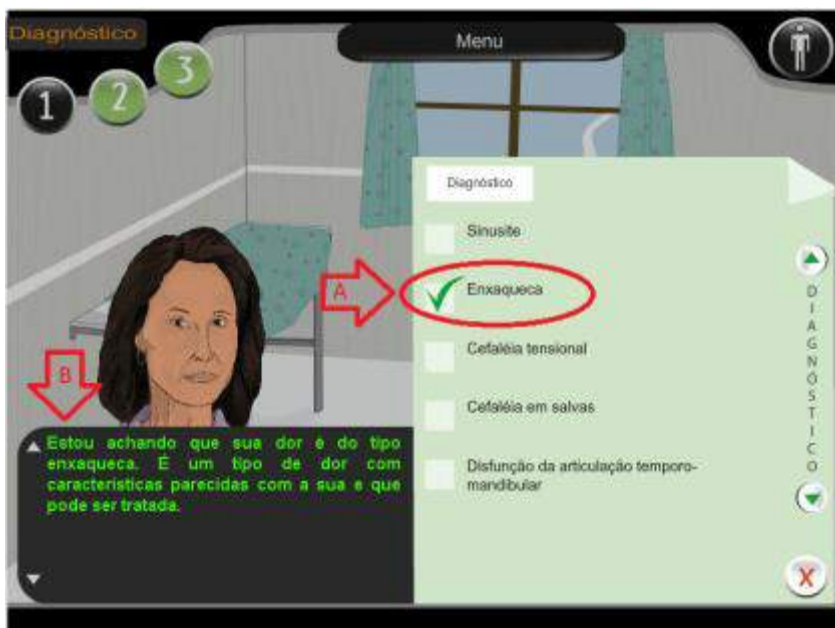 Diagnóstico
Menu
1
2
3
Diagnóstico
Sinusite
Enxaqueca
A
Cefaléia tensional
Cefaléia em salvas
Disfunção da articulação temporo-
mandibular
DIAGNÓSTICO
X
B
Estou achando que sua dor é do tipo
enxaqueca. É um tipo de dor com
características parecidas com a sua e que
pode ser tratada.